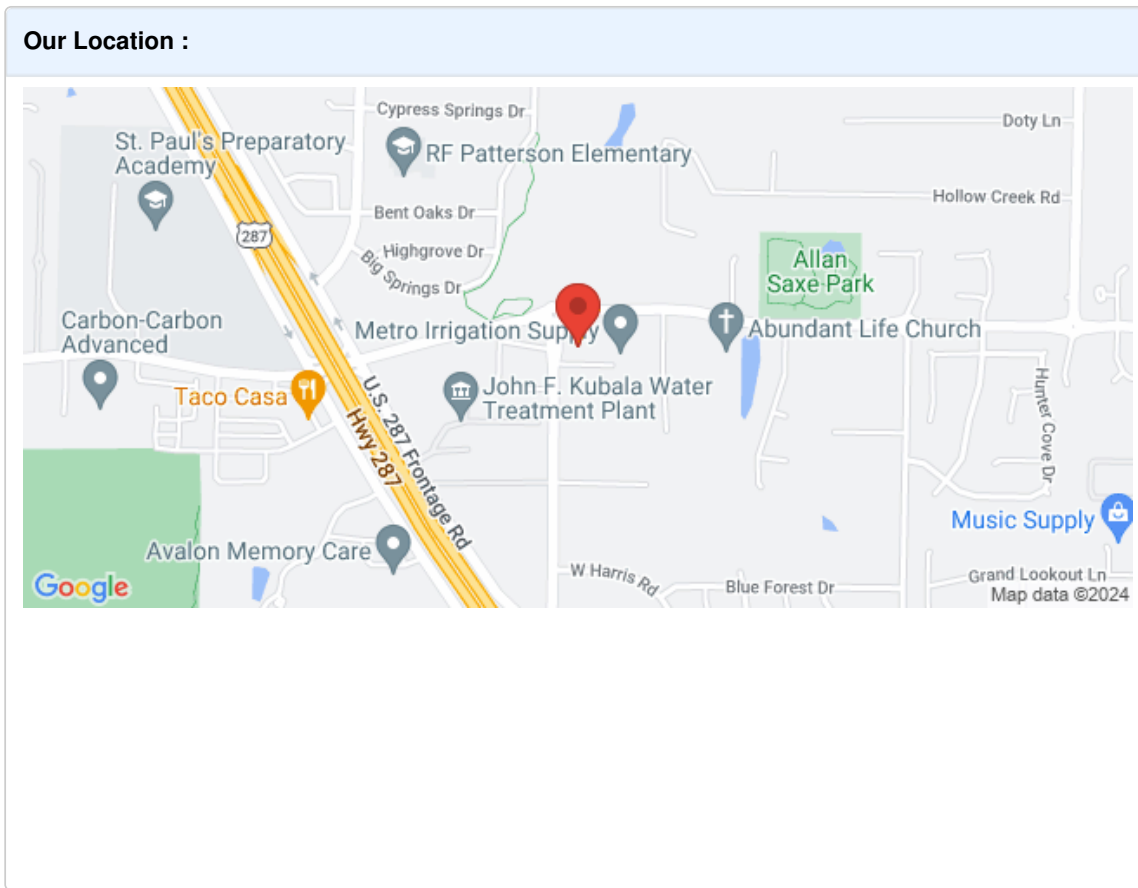 Our Location :
Cypress Springs Dr
Doty Ln
St. Paul's Preparatory
Academy
RF Patterson Elementary
Hollow Creek Rd
287
Bent Oaks Dr
Highgrove Dr
Big Springs Dr
Allan
Saxe Park
Carbon-Carbon
Advanced
Metro Irrigation Supply
Abundant Life Church
Taco Casa
John F. Kubala Water
Treatment Plant
U.S. 287 Frontage Rd
Hwy 287
Hunter Cove Dr
Music Supply
Avalon Memory Care
W Harris Rd
Blue Forest Dr
Grand Lookout Ln
Google
Map data ©2024